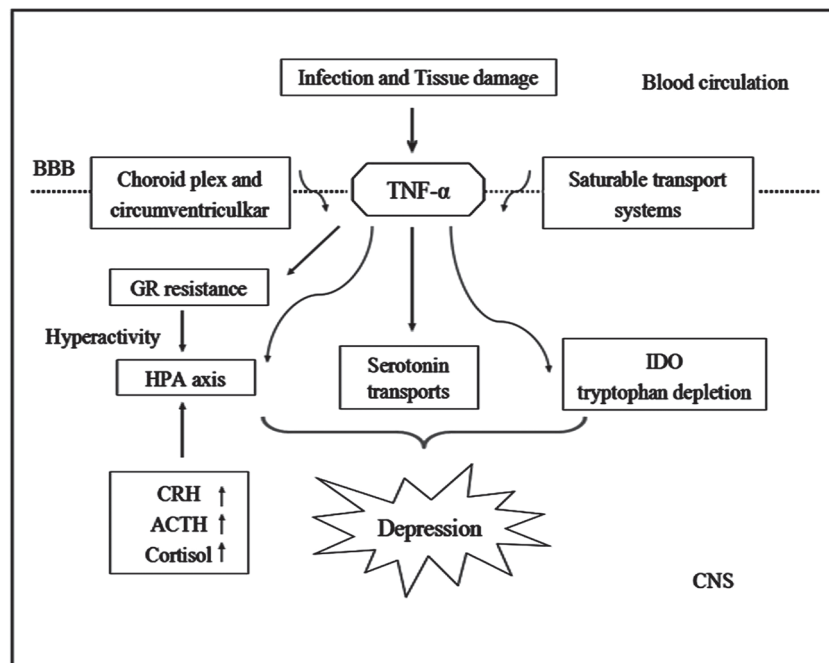 Infection and Tissue damage
Blood circulation
BBB
Choroid plex and
circumventriculkar
TNF-α
Saturable transport
systems
GR resistance
Hyperactivity
HPA axis
Serotonin
transports
IDO
tryptophan depletion
CRH ↑
ACTH ↑
Cortisol ↑
Depression
CNS